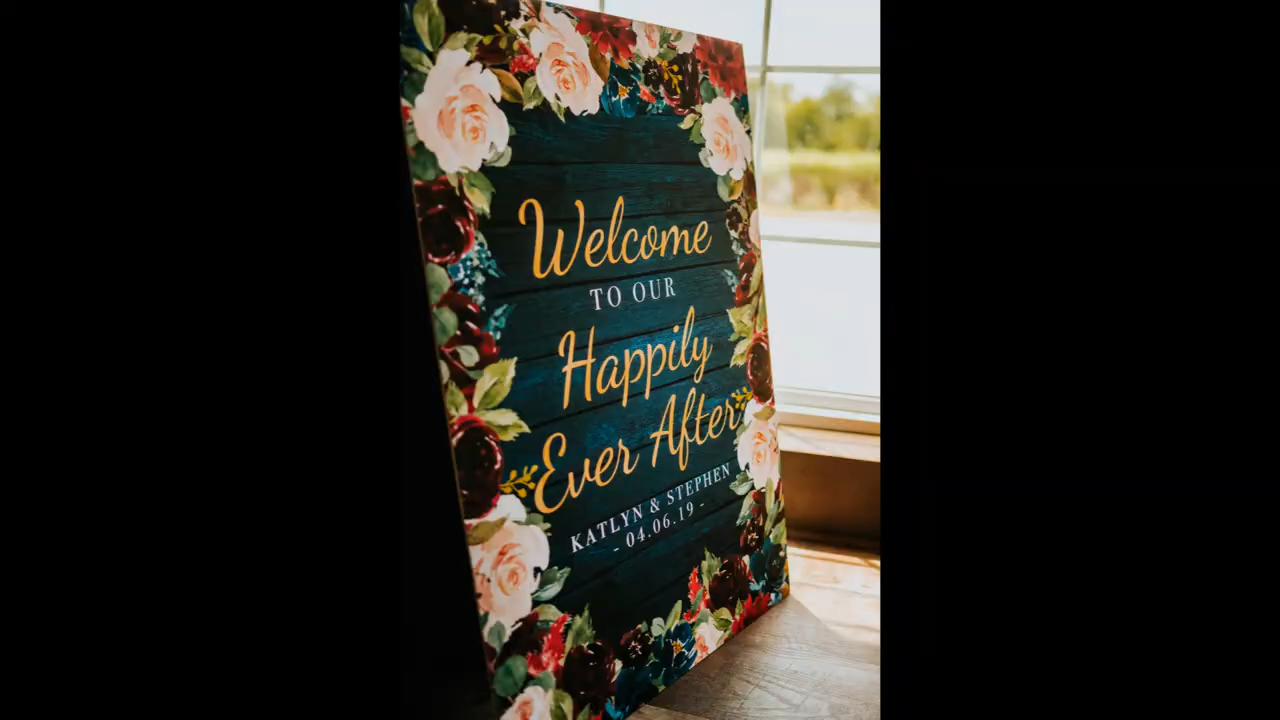 Welcome
TO OUR
Happily
Ever After
KATLYN & STEPHEN
- 04.06.19 -